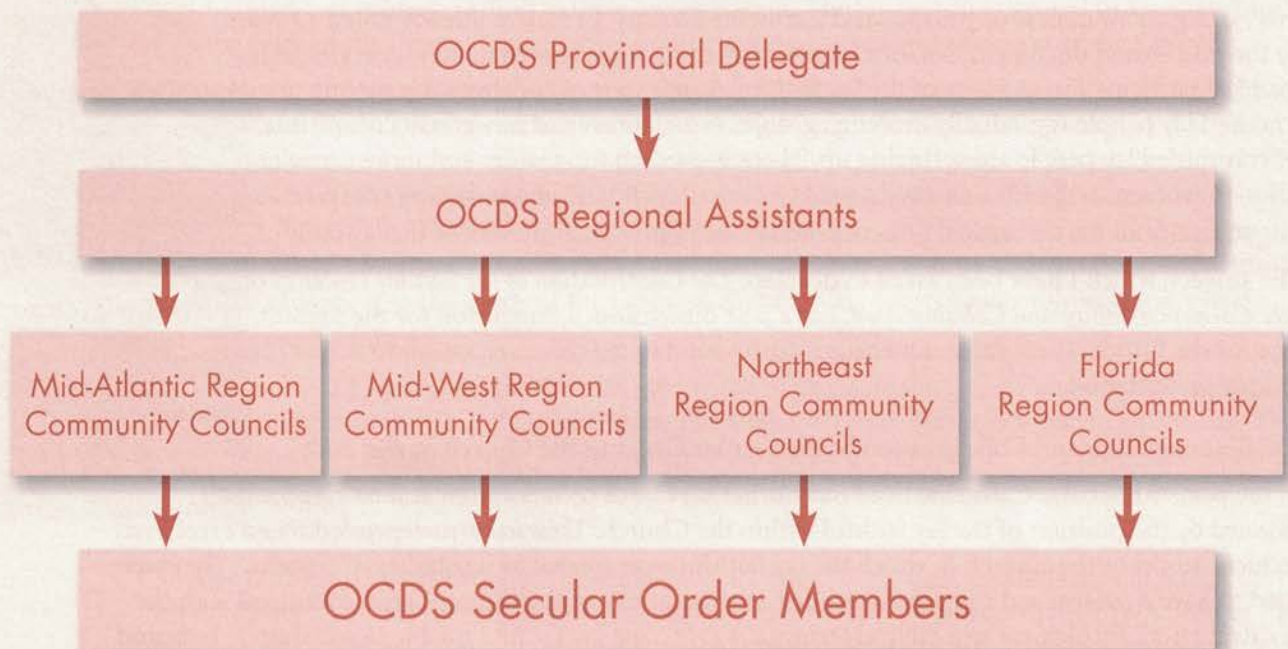 OCDS Provincial Delegate
OCDS Regional Assistants
Mid-Atlantic Region
Community Councils
Mid-West Region
Community Councils
Northeast
Region Community
Councils
Florida
Region Community
Councils
OCDS Secular Order Members